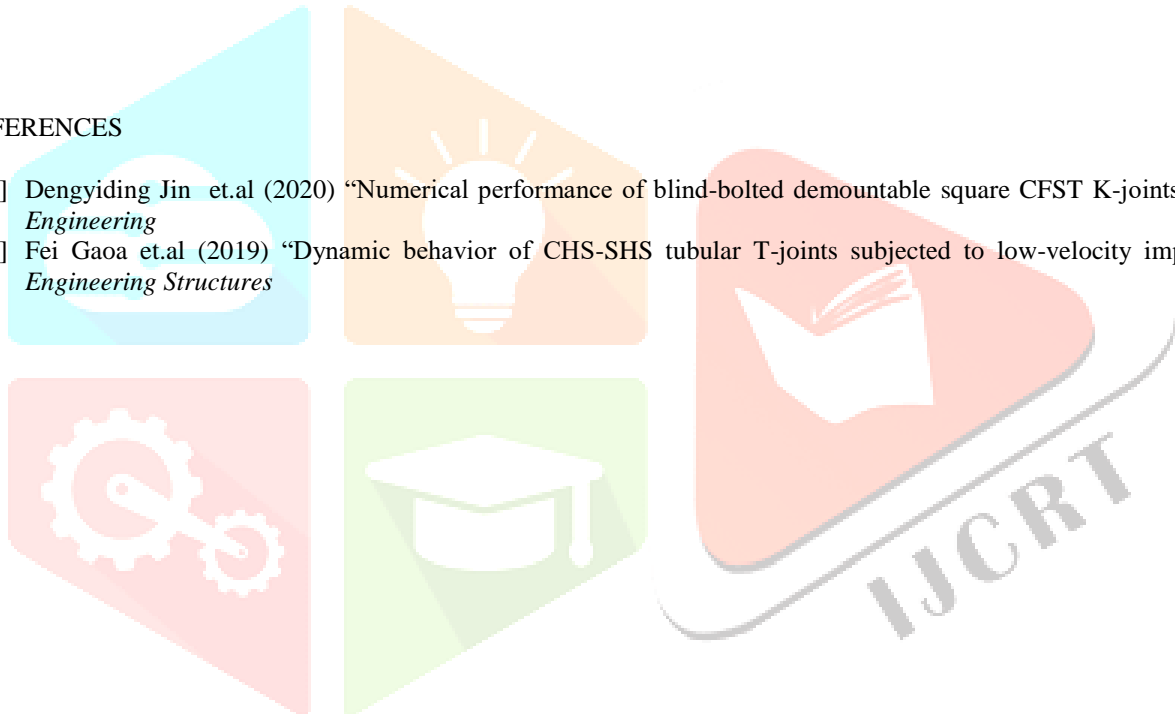 FERENCES
] Dengyiding Jin et.al (2020) “Numerical performance of blind-bolted demountable square CFST K-joints
Engineering
] Fei Gaoa et.al (2019) “Dynamic behavior of CHS-SHS tubular T-joints subjected to low-velocity imp
Engineering Structures
IJCRT